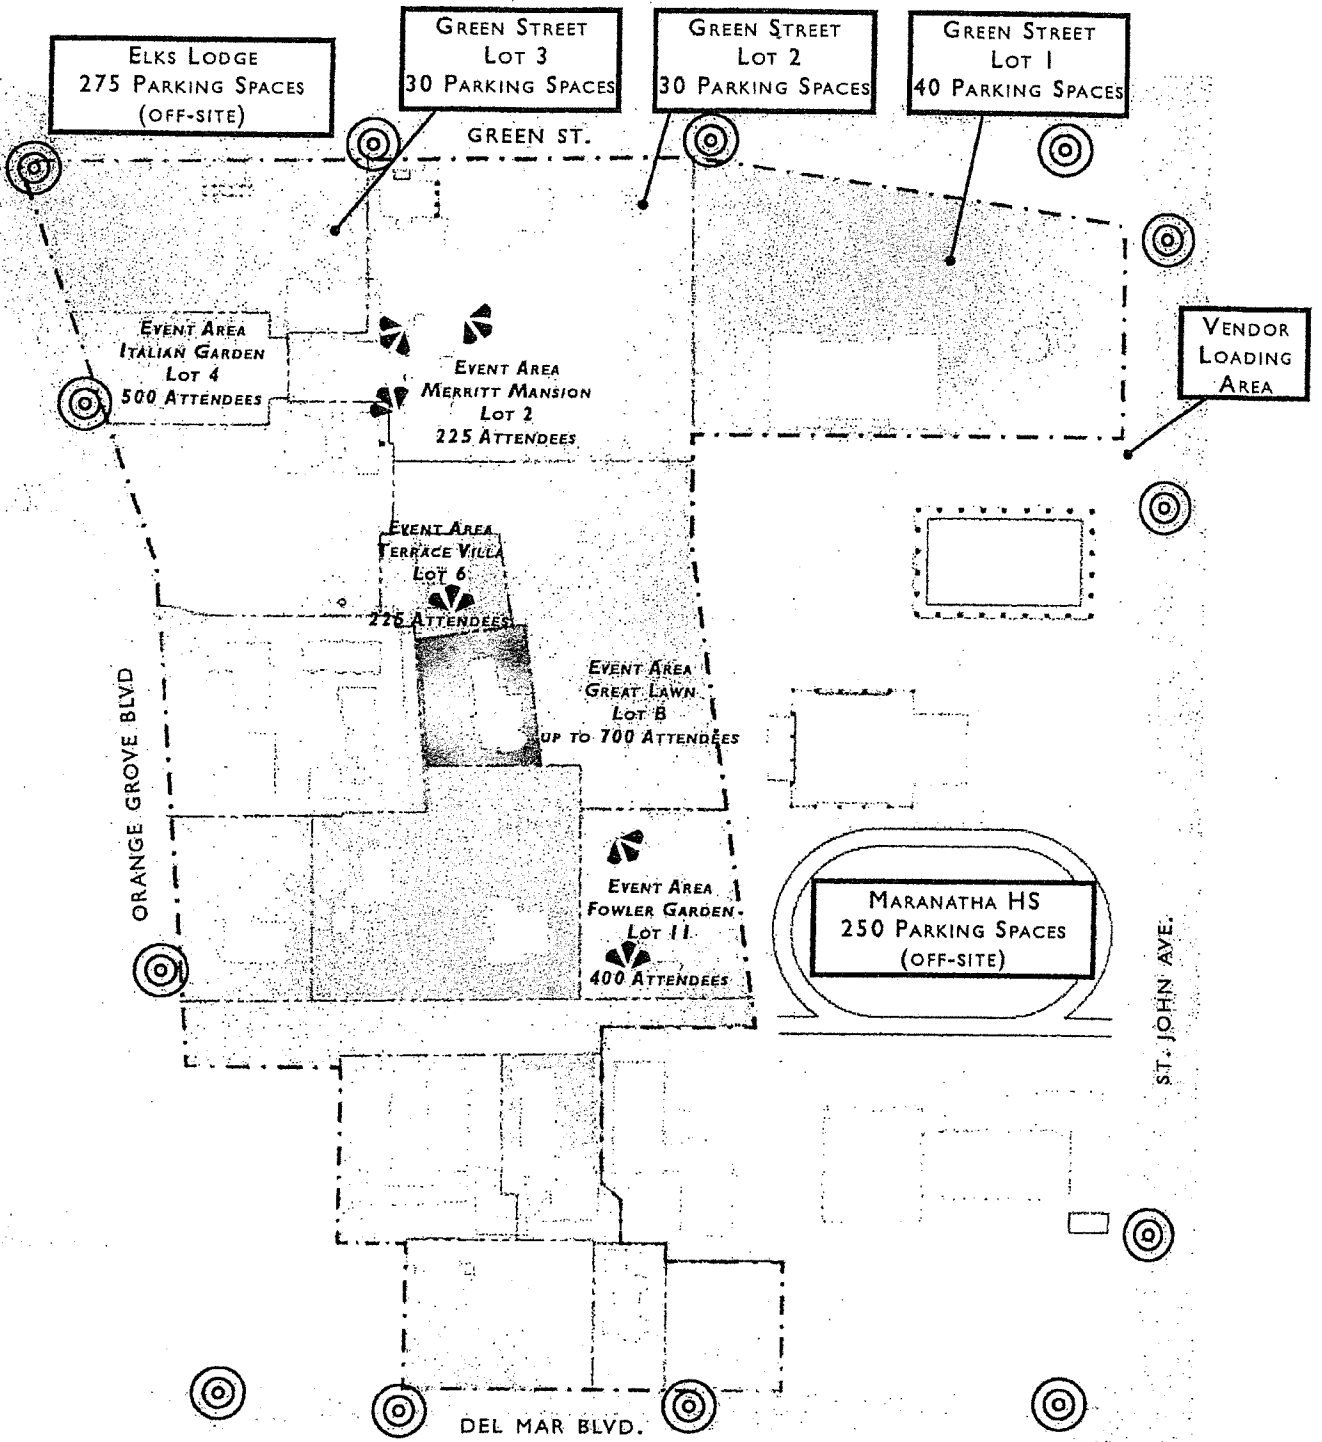 Elks Lodge
275 Parking Spaces
(off-site)
Green Street
Lot 3
30 Parking Spaces
Green Street
Lot 2
30 Parking Spaces
Green Street
Lot 1
40 Parking Spaces
GREEN ST.
Vendor
Loading
Area
Event Area
Italian Garden
Lot 4
500 Attendees
Event Area
Merritt Mansion
Lot 2
225 Attendees
Event Area
Terrace Villa
Lot 6
225 Attendees
Event Area
Great Lawn
Lot B
up to 700 Attendees
ORANGE GROVE BLVD
Event Area
Fowler Garden
Lot 11
400 Attendees
Maranatha HS
250 Parking Spaces
(off-site)
ST. JOHN AVE.
DEL MAR BLVD.